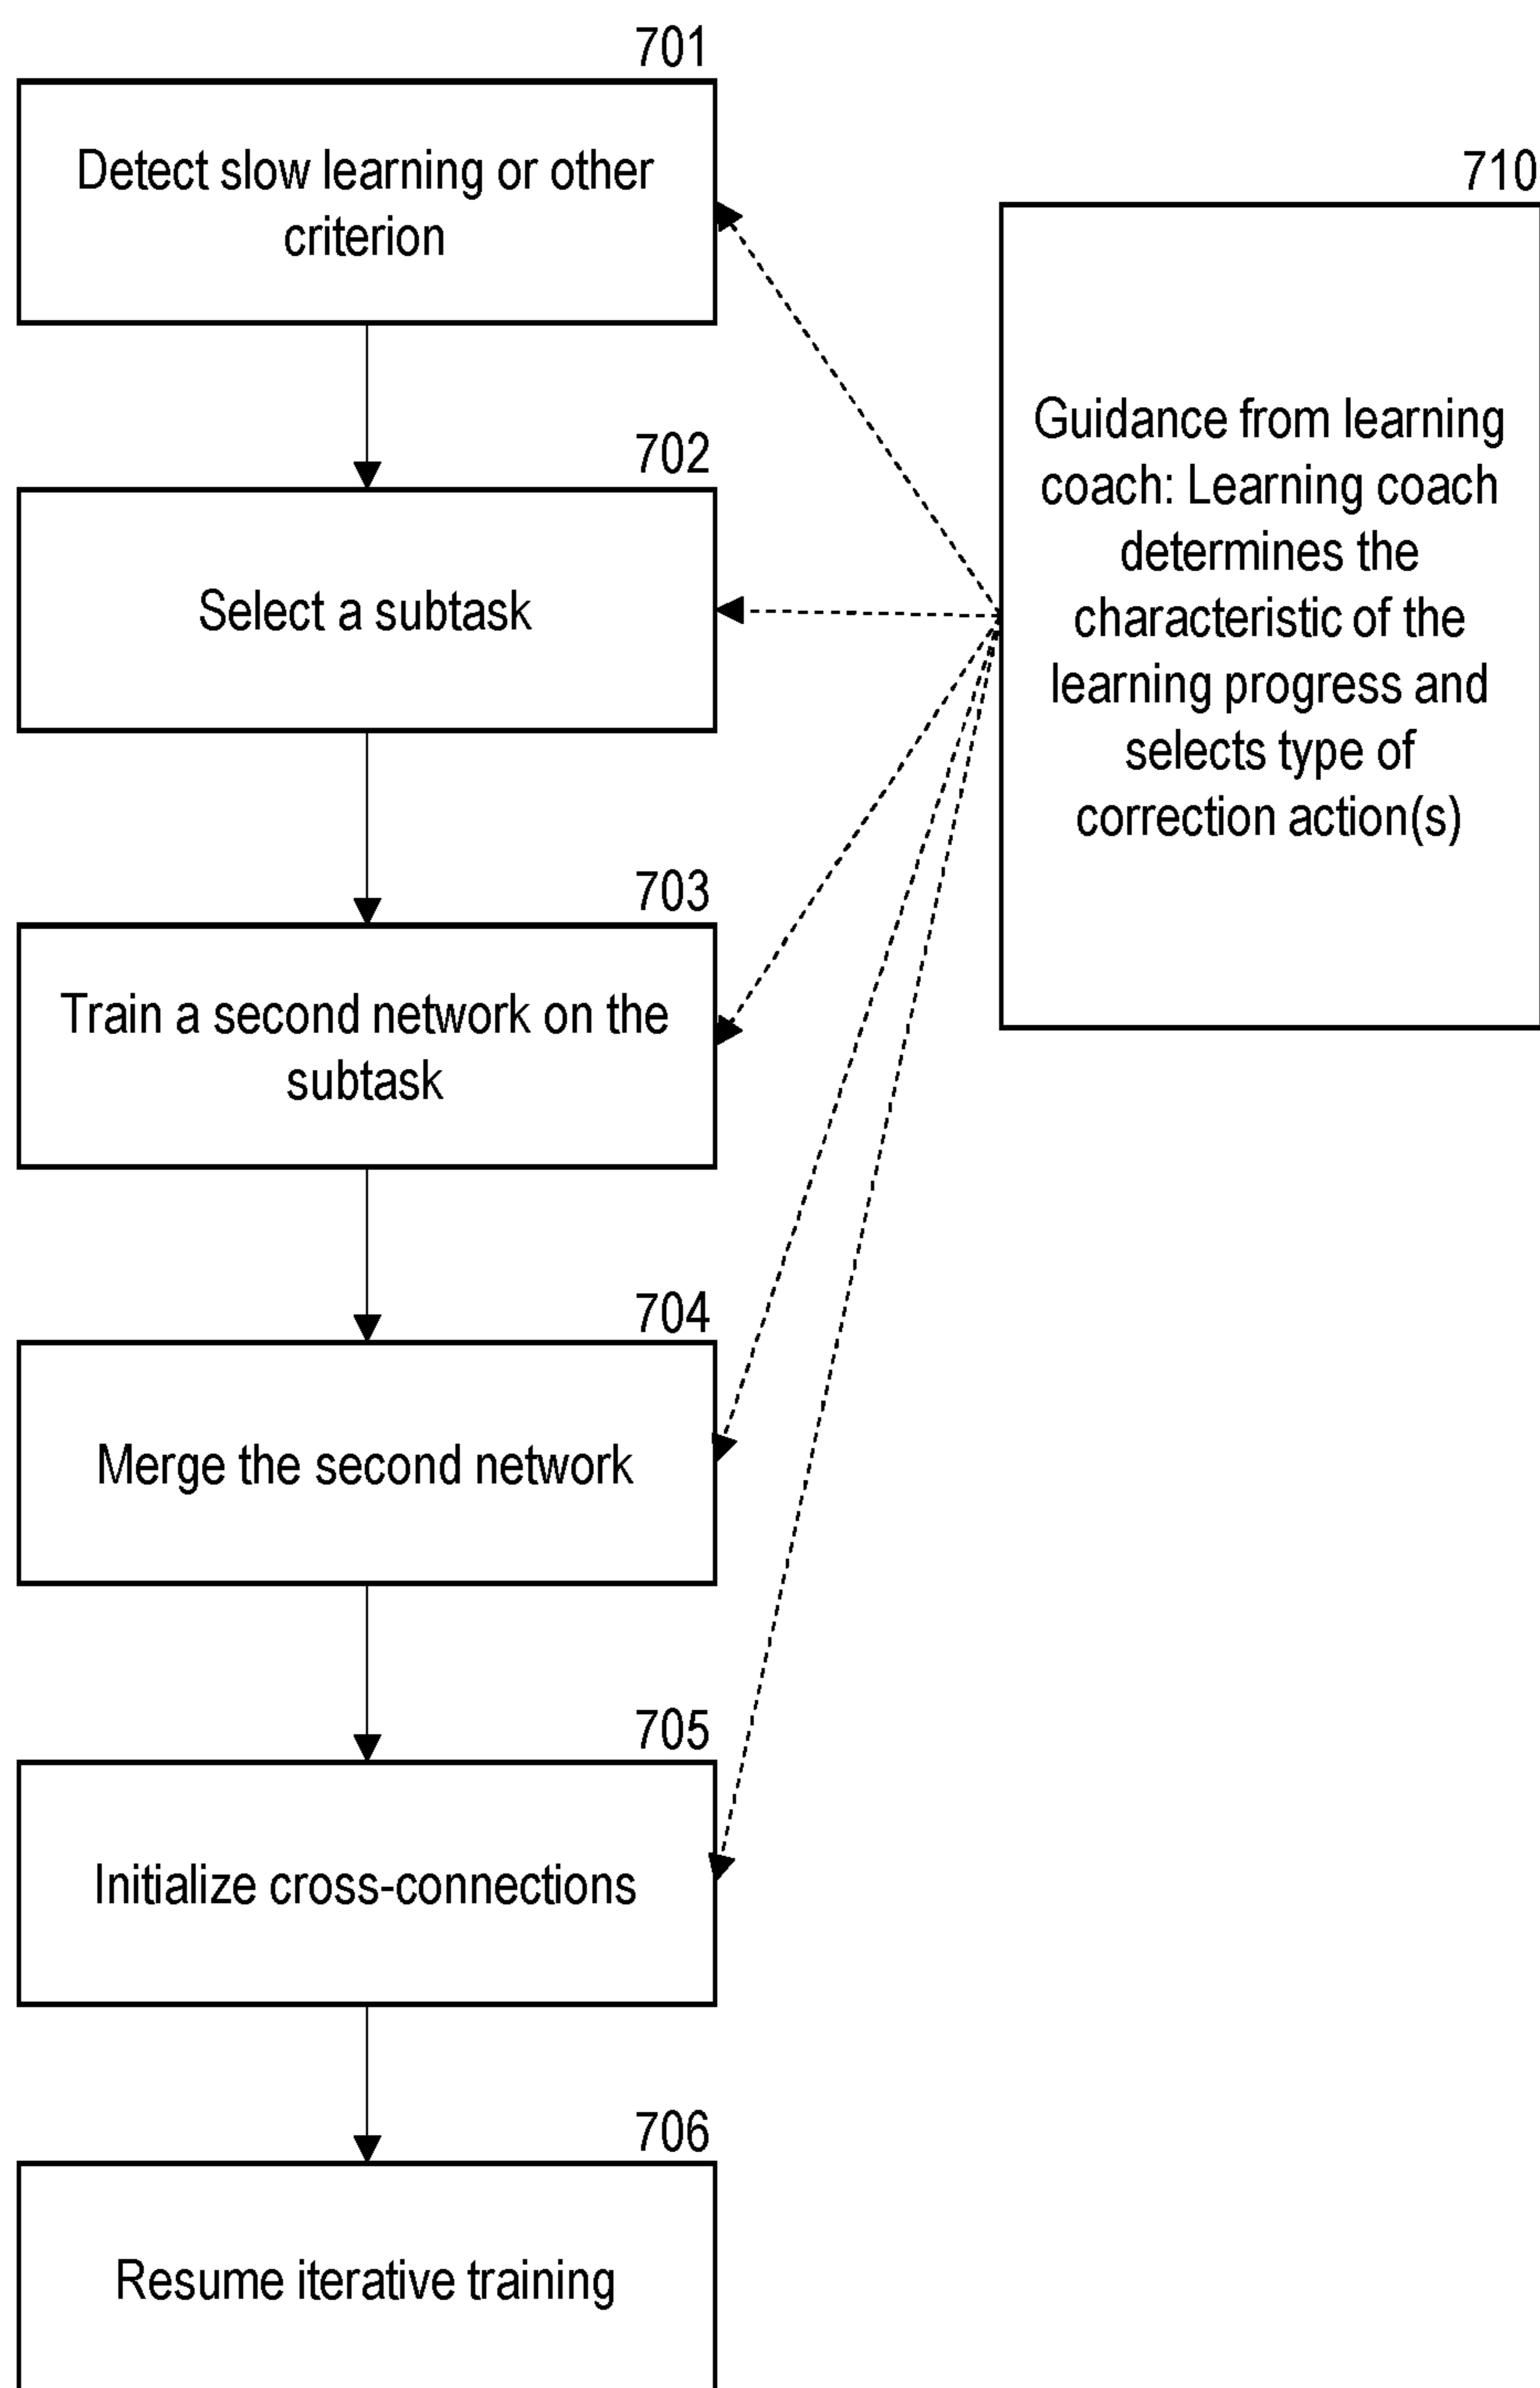 701
Detect slow learning or other
criterion
702
Select a subtask
703
Train a second network on the
subtask
704
Merge the second network
705
Initialize cross-connections
706
Resume iterative training
710
Guidance from learning
coach: Learning coach
determines the
characteristic of the
learning progress and
selects type of
correction action(s)